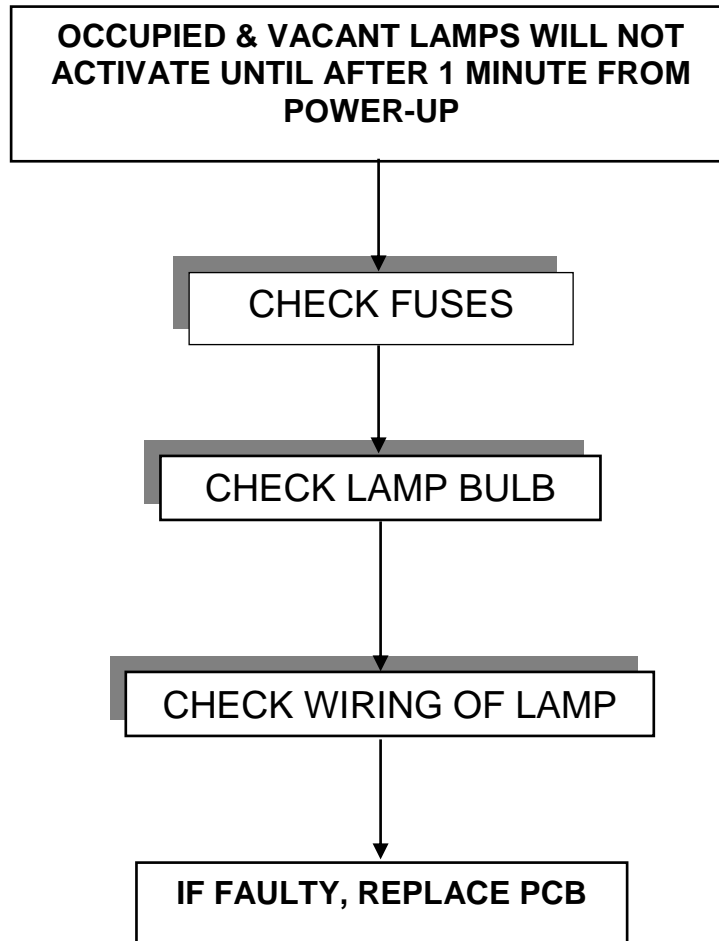 OCCUPIED & VACANT LAMPS WILL NOT
ACTIVATE UNTIL AFTER 1 MINUTE FROM
POWER-UP
CHECK FUSES
CHECK LAMP BULB
CHECK WIRING OF LAMP
IF FAULTY, REPLACE PCB